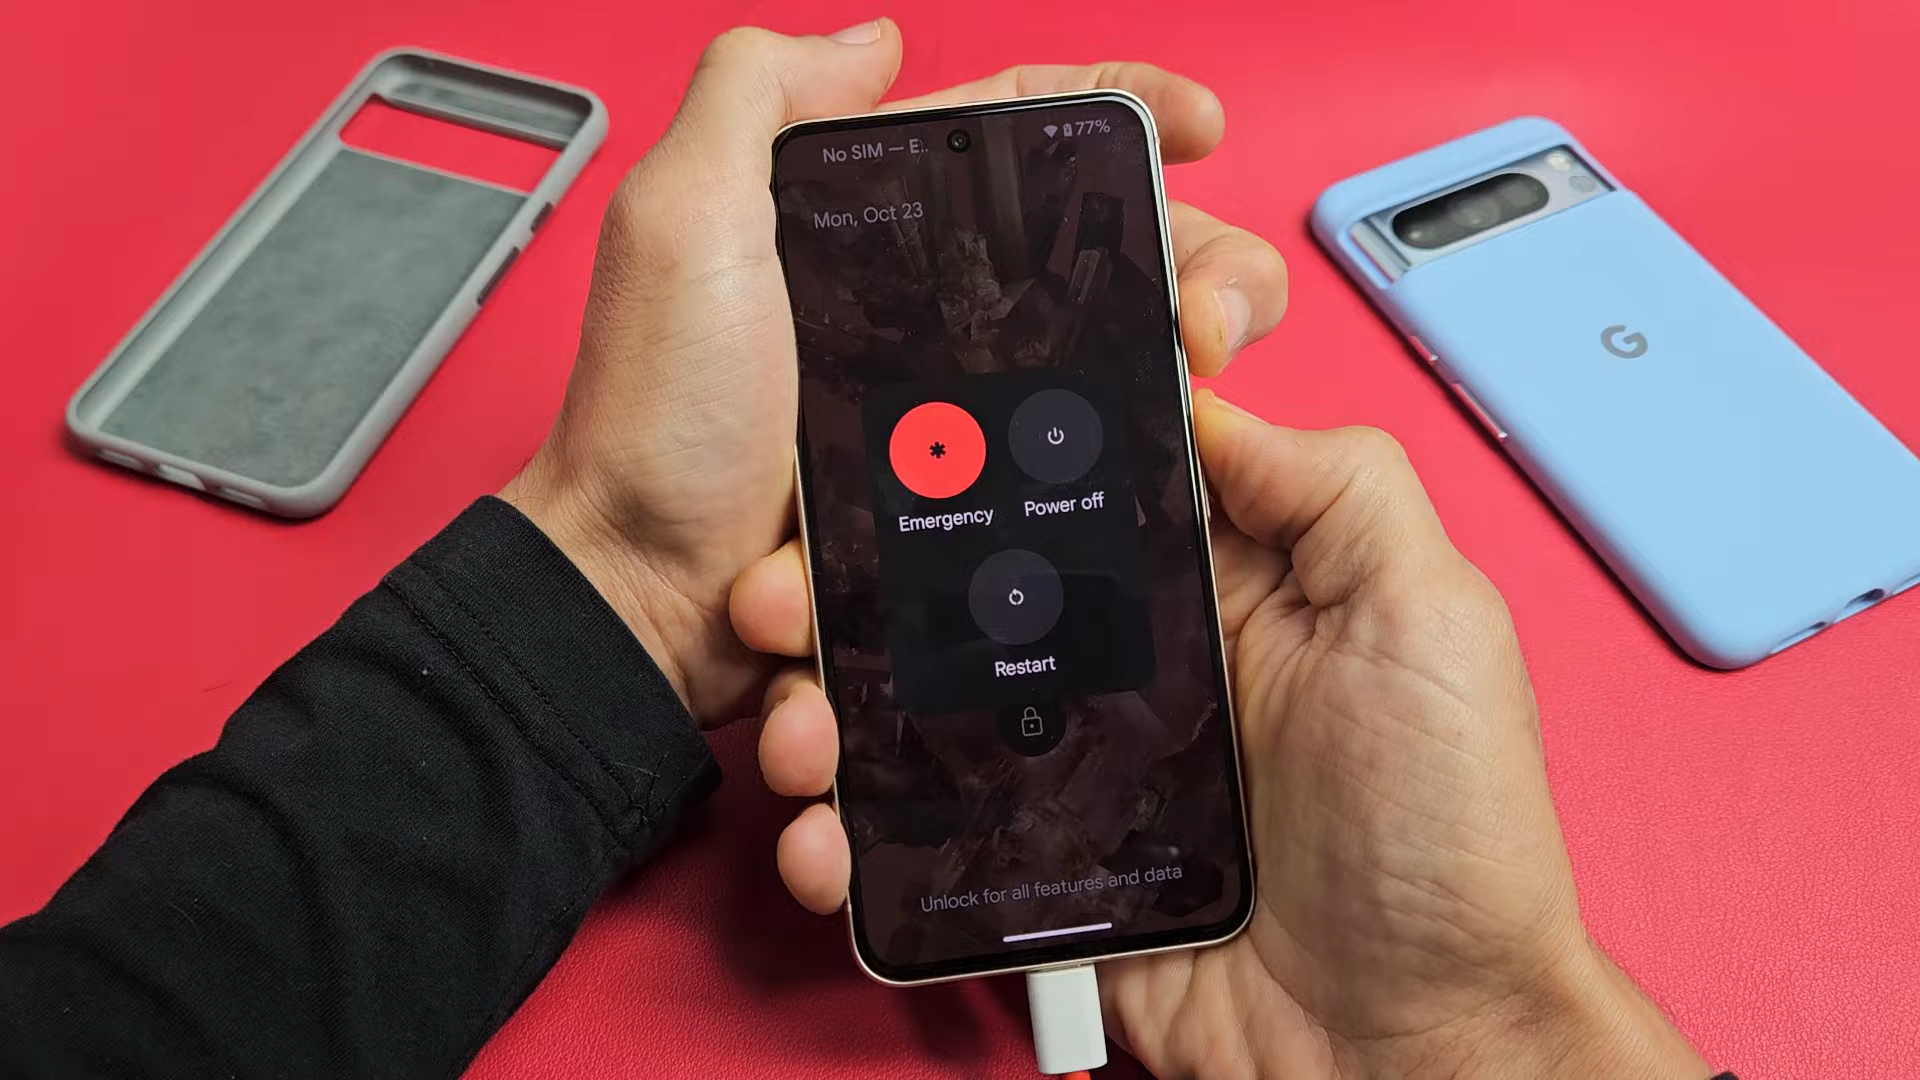 No SIM — E..
77%
Mon, Oct 23
Emergency
Power off
Restart
Unlock for all features and data
G